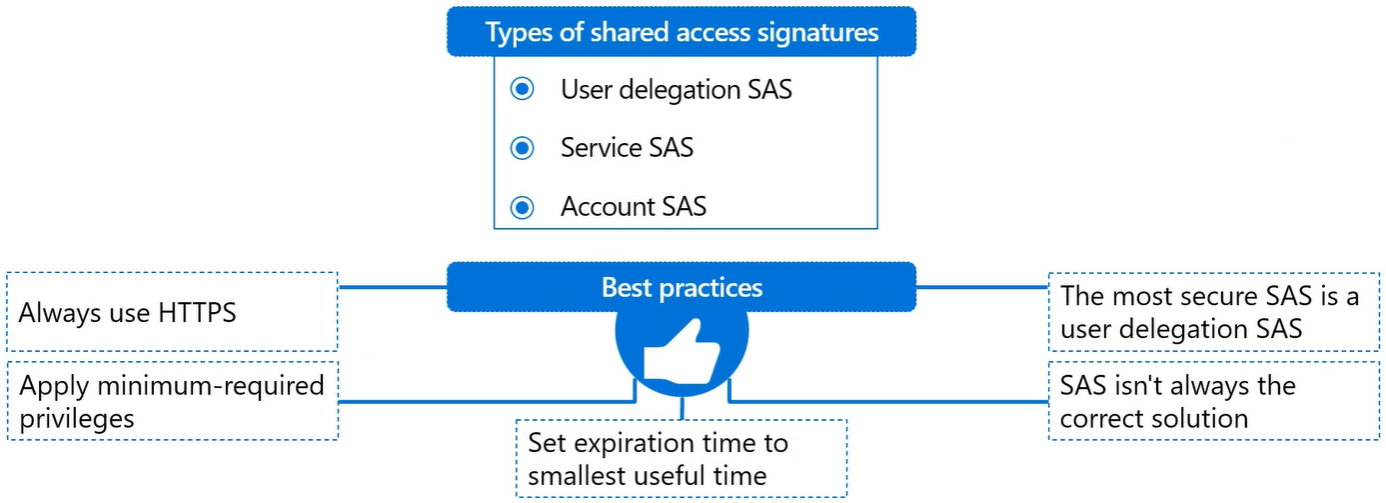 Types of shared access signatures
User delegation SAS
Service SAS
Account SAS
Best practices
Always use HTTPS
The most secure SAS is a
user delegation SAS
Apply minimum-required
privileges
SAS isn't always the
correct solution
Set expiration time to
smallest useful time